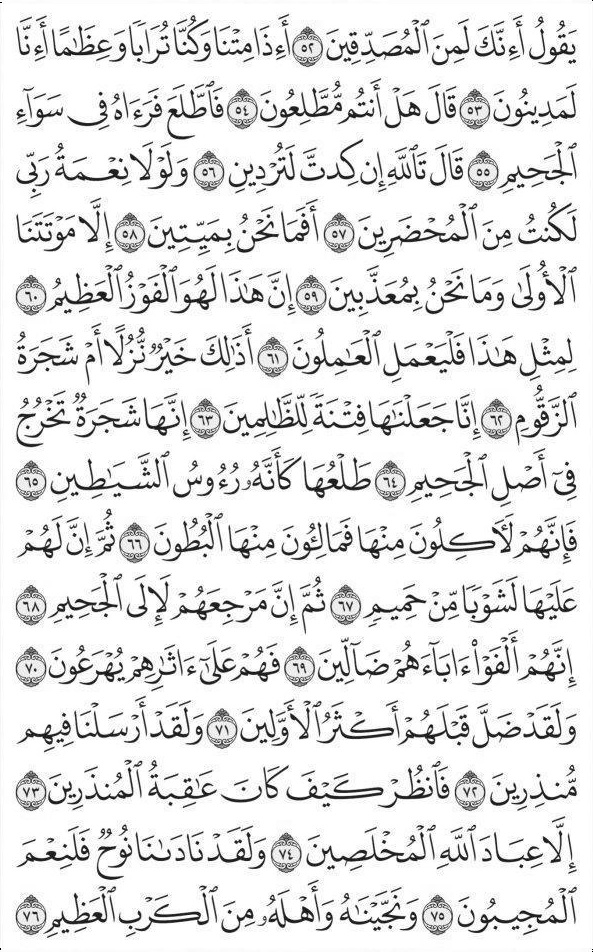 يَقُولُ أَءِنَّكَ لَمِنَ ٱلْمُصَدِّقِينَ ٥٢ أَءِذَا مِتْنَا وَكُنَّا تُرَابًا وَعِظَٰمًا أَءِنَّا
لَمَدِينُونَ ٥٣ قَالَ هَلْ أَنتُم مُّطَّلِعُونَ ٥٤ فَٱطَّلَعَ فَرَءَاهُ فِى سَوَآءِ
ٱلْجَحِيمِ ٥٥ قَالَ تَٱللَّهِ إِن كِدتَّ لَتُرْدِينِ ٥٦ وَلَوْلَا نِعْمَةُ رَبِّى
لَكُنتُ مِنَ ٱلْمُحْضَرِينَ ٥٧ أَفَمَا نَحْنُ بِمَيِّتِينَ ٥٨ إِلَّا مَوْتَتَنَا
ٱلْأُولَىٰ وَمَا نَحْنُ بِمُعَذَّبِينَ ٥٩ إِنَّ هَٰذَا لَهُوَ ٱلْفَوْزُ ٱلْعَظِيمُ ٦٠
لِمِثْلِ هَٰذَا فَلْيَعْمَلِ ٱلْعَٰمِلُونَ ٦١ أَذَٰلِكَ خَيْرٌ نُّزُلًا أَمْ شَجَرَةُ
ٱلزَّقُّومِ ٦٢ إِنَّا جَعَلْنَٰهَا فِتْنَةً لِّلظَّٰلِمِينَ ٦٣ إِنَّهَا شَجَرَةٌ تَخْرُجُ
فِىٓ أَصْلِ ٱلْجَحِيمِ ٦٤ طَلْعُهَا كَأَنَّهُۥ رُءُوسُ ٱلشَّيَٰطِينِ ٦٥
فَإِنَّهُمْ لَءَاكِلُونَ مِنْهَا فَمَالِـُٔونَ مِنْهَا ٱلْبُطُونَ ٦٦ ثُمَّ إِنَّ لَهُمْ
عَلَيْهَا لَشَوْبًا مِّنْ حَمِيمٍ ٦٧ ثُمَّ إِنَّ مَرْجِعَهُمْ لَإِلَى ٱلْجَحِيمِ ٦٨
إِنَّهُمْ أَلْفَوْا۟ ءَابَآءَهُمْ ضَآلِّينَ ٦٩ فَهُمْ عَلَىٰٓ ءَاثَٰرِهِمْ يُهْرَعُونَ ٧٠
وَلَقَدْ ضَلَّ قَبْلَهُمْ أَكْثَرُ ٱلْأَوَّلِينَ ٧١ وَلَقَدْ أَرْسَلْنَا فِيهِم
مُّنذِرِينَ ٧٢ فَٱنظُرْ كَيْفَ كَانَ عَٰقِبَةُ ٱلْمُنذَرِينَ ٧٣
إِلَّا عِبَادَ ٱللَّهِ ٱلْمُخْلَصِينَ ٧٤ وَلَقَدْ نَادَىٰنَا نُوحٌ فَلَنِعْمَ
ٱلْمُجِيبُونَ ٧٥ وَنَجَّيْنَٰهُ وَأَهْلَهُۥ مِنَ ٱلْكَرْبِ ٱلْعَظِيمِ ٧٦